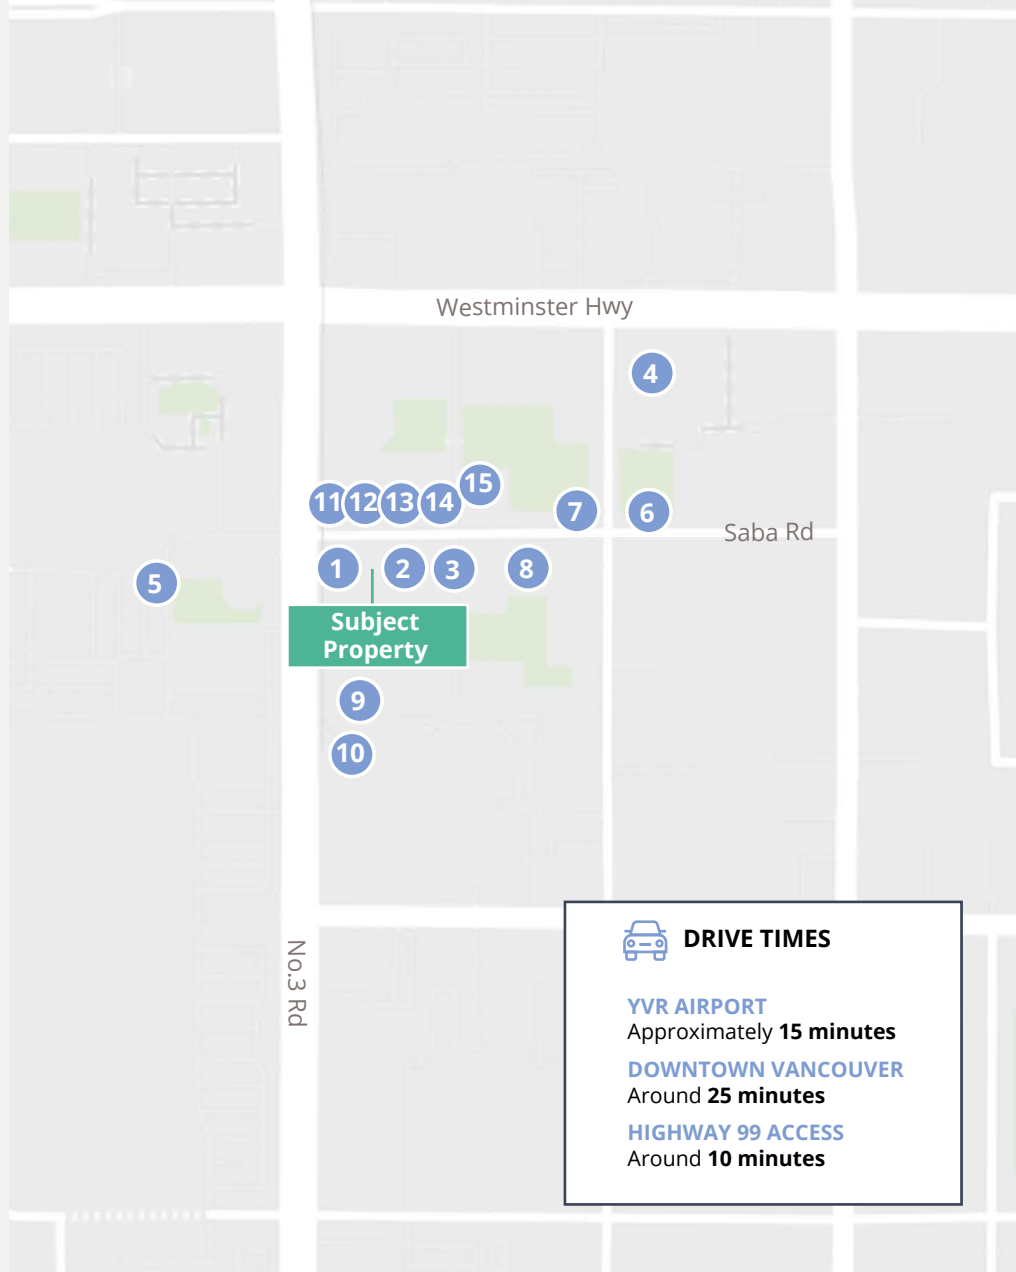 Westminster Hwy
4
15
11
12
13
14
7
6
Saba Rd
5
1
2
3
8
Subject
Property
9
10
No.3 Rd
DRIVE TIMES
YVR AIRPORT
Approximately 15 minutes
DOWNTOWN VANCOUVER
Around 25 minutes
HIGHWAY 99 ACCESS
Around 10 minutes